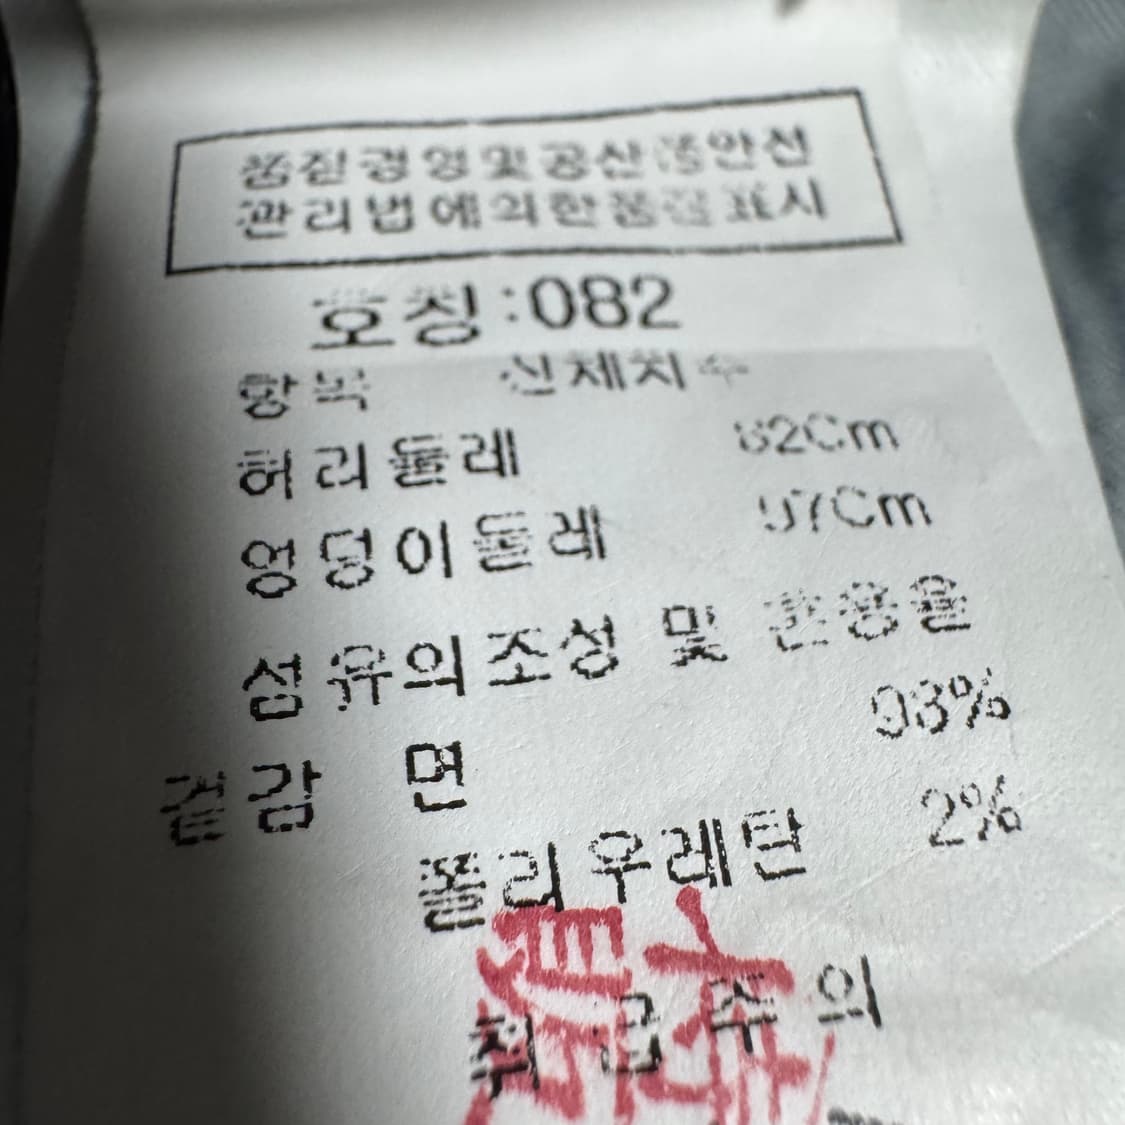 품질경영및공산품안전
관리법에의한품질표시
호칭:082
항목 신체치수
허리둘레 82Cm
엉덩이둘레 97Cm
섬유의조성 및 혼용율
겉감 면 98%
폴리우레탄 2%
취급주의